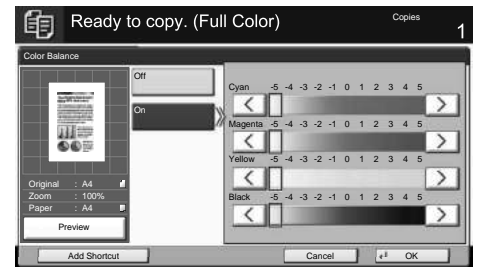 Ready to copy. (Full Color)
Copies
1
Color Balance
Off
On
Cyan -5 -4 -3 -2 -1 0 1 2 3 4 5
Magenta -5 -4 -3 -2 -1 0 1 2 3 4 5
Yellow -5 -4 -3 -2 -1 0 1 2 3 4 5
Black -5 -4 -3 -2 -1 0 1 2 3 4 5
Original : A4
Zoom : 100%
Paper : A4
Preview
Add Shortcut
Cancel
OK